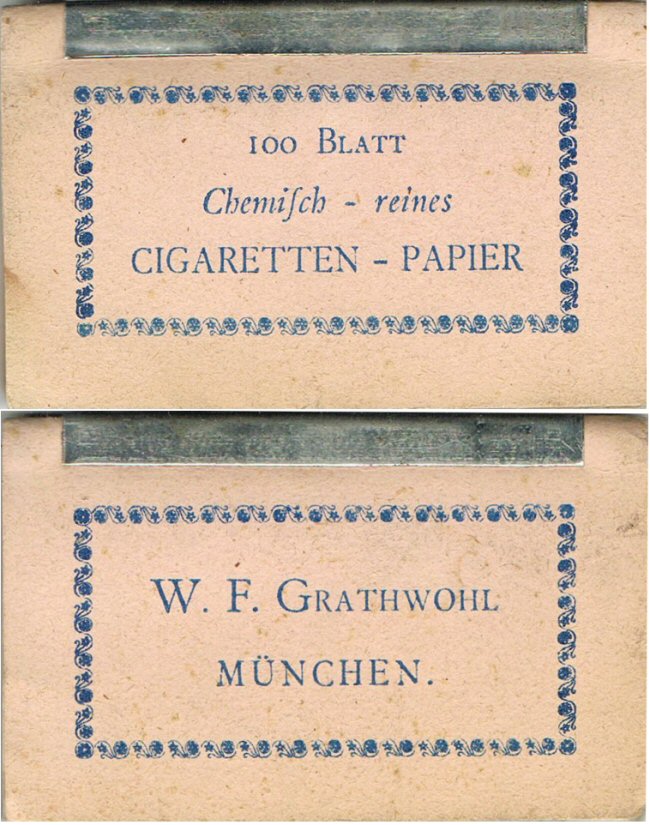 100 BLATT
Chemiſch - reines
CIGARETTEN - PAPIER
W. F. GRATHWOHL
MÜNCHEN.